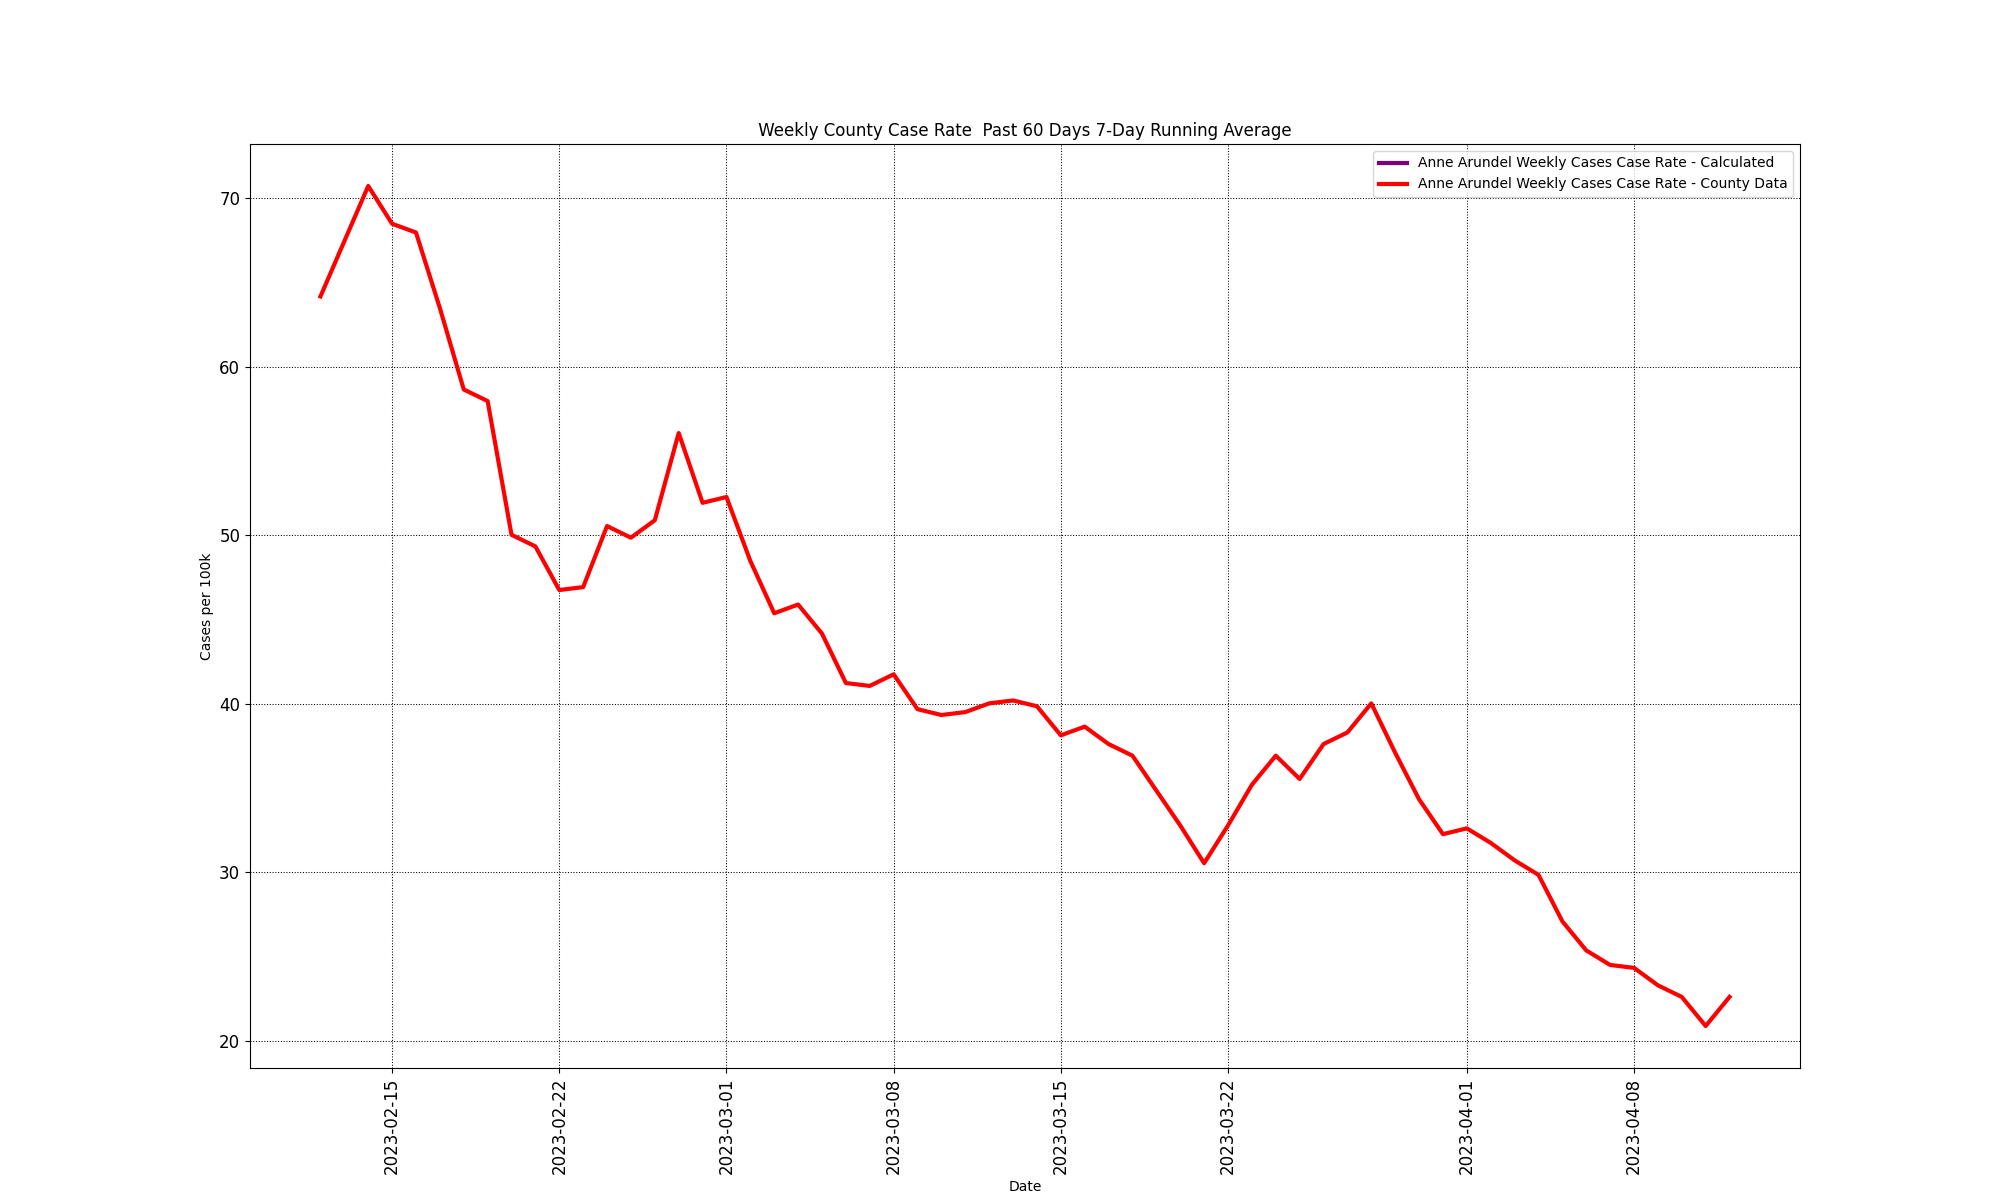 Weekly County Case Rate  Past 60 Days 7-Day Running Average
Anne Arundel Weekly Cases Case Rate - Calculated
Anne Arundel Weekly Cases Case Rate - County Data
70
60
50
40
30
20
Cases per 100k
2023-02-15
2023-02-22
2023-03-01
2023-03-08
2023-03-15
2023-03-22
2023-04-01
2023-04-08
Date